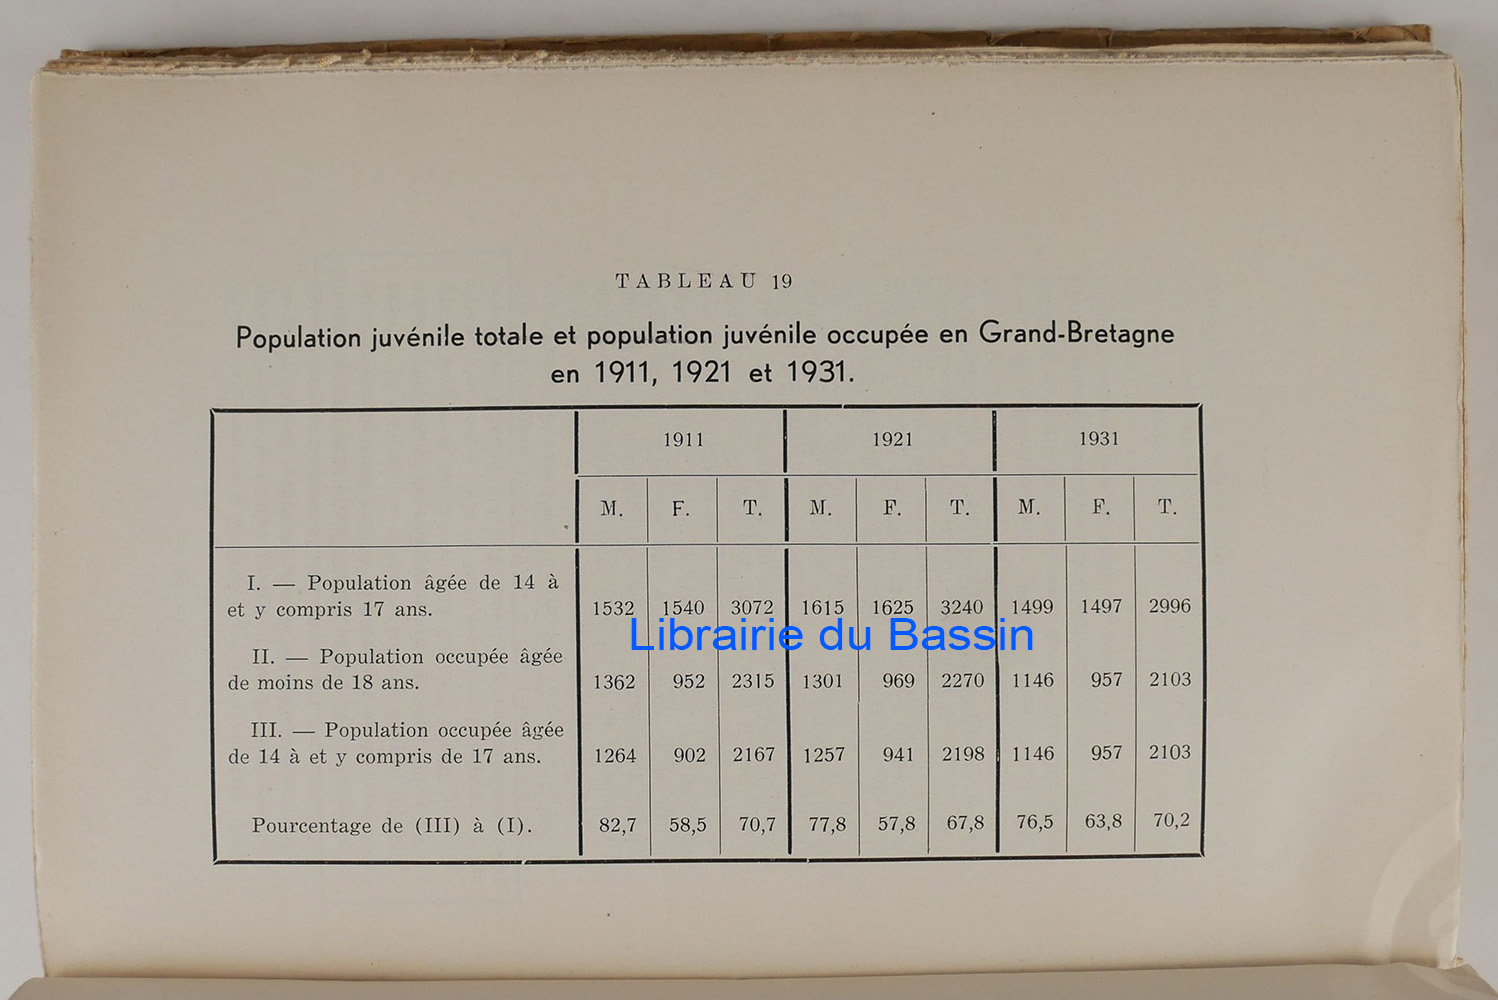 TABLEAU 19
Population juvénile totale et population juvénile occupée en Grand-Bretagne
en 1911, 1921 et 1931.
1911 1921 1931
M. F. T. M. F. T. M. F. T.
I. — Population âgée de 14 à
et y compris 17 ans. 1532 1540 3072 1615 1625 3240 1499 1497 2996
Librairie du Bassin
II. — Population occupée âgée
de moins de 18 ans. 1362 952 2315 1301 969 2270 1146 957 2103
III. — Population occupée âgée
de 14 à et y compris de 17 ans. 1264 902 2167 1257 941 2198 1146 957 2103
Pourcentage de (III) à (I). 82,7 58,5 70,7 77,8 57,8 67,8 76,5 63,8 70,2